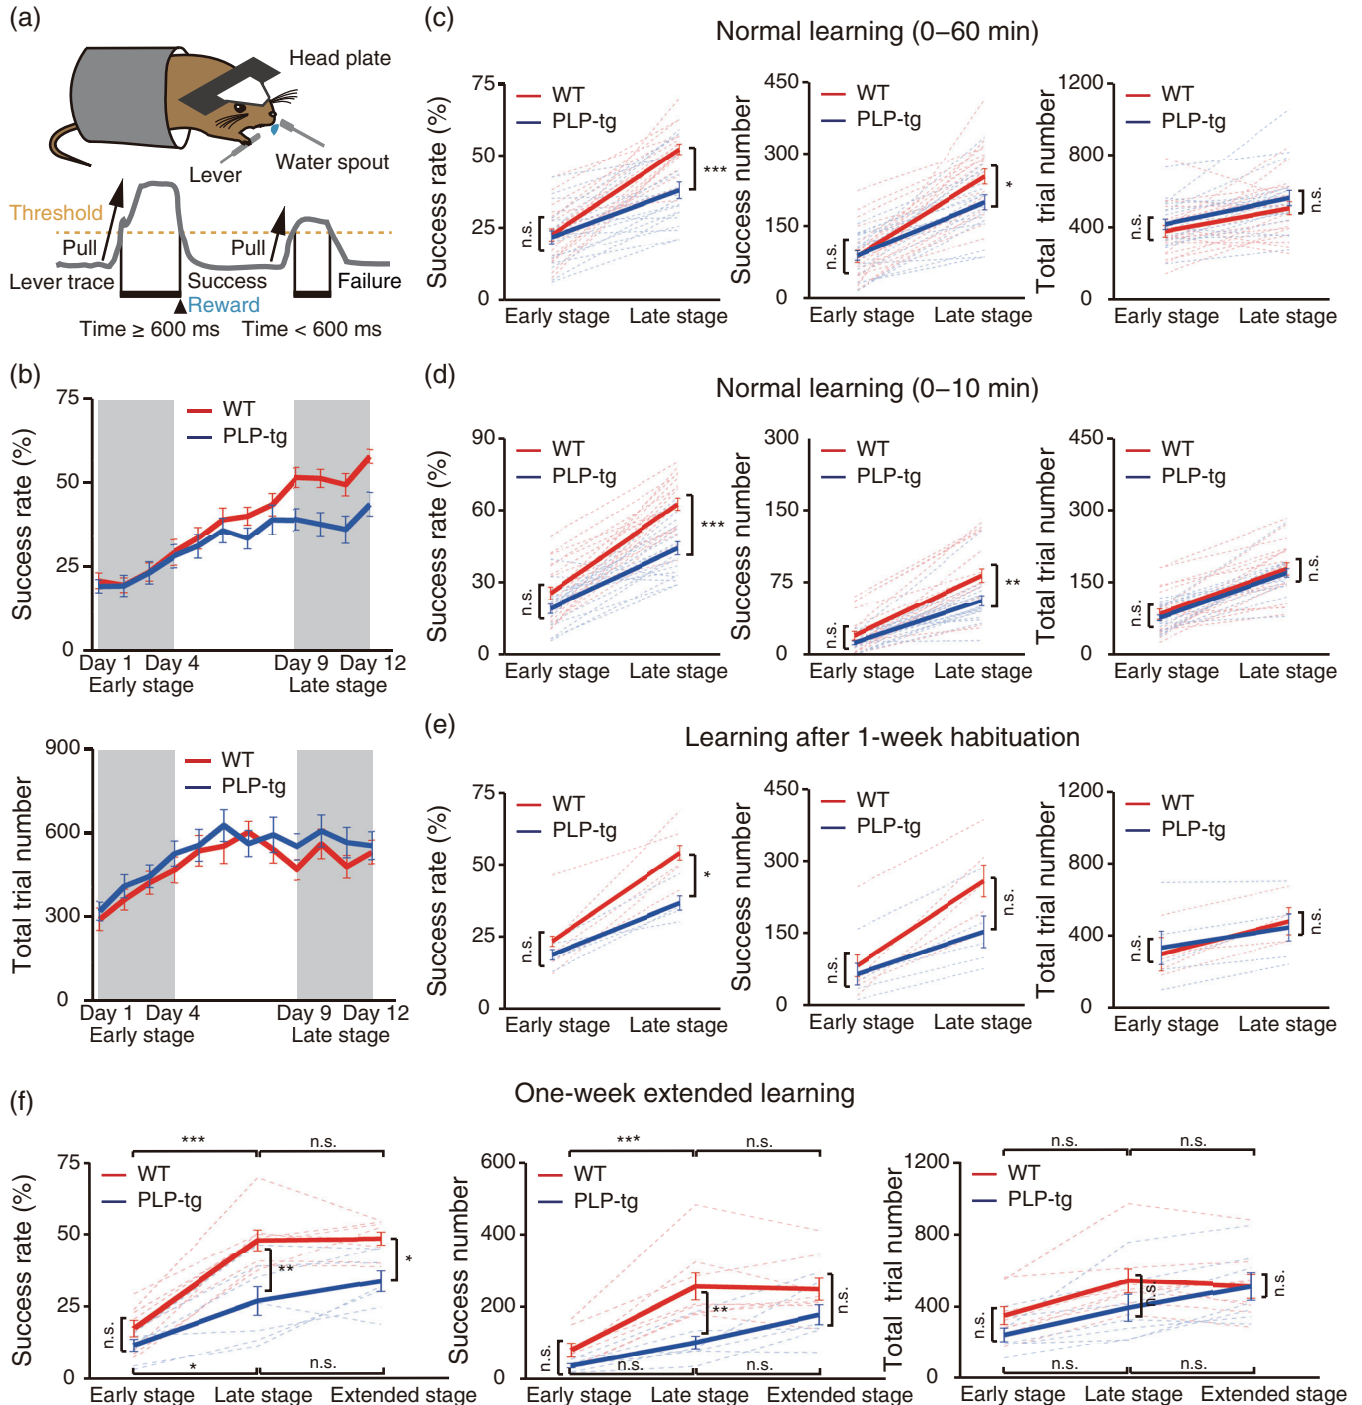 (a)
Head plate
Lever
Water spout
Threshold
Pull
Pull
Lever trace
Success
Failure
Reward
Time ≥ 600 ms
Time < 600 ms
(b)
Success rate (%)
75
50
25
0
WT
PLP-tg
Day 1
Day 4
Day 9
Day 12
Early stage
Late stage
Total trial number
900
600
300
0
WT
PLP-tg
Day 1
Day 4
Day 9
Day 12
Early stage
Late stage
(c)
Normal learning (0–60 min)
Success rate (%)
75
50
25
0
WT
PLP-tg
n.s.
***
Early stage
Late stage
Success number
450
300
150
0
WT
PLP-tg
n.s.
*
Early stage
Late stage
Total trial number
1200
800
400
0
WT
PLP-tg
n.s.
n.s.
Early stage
Late stage
(d)
Normal learning (0–10 min)
Success rate (%)
90
60
30
0
WT
PLP-tg
n.s.
***
Early stage
Late stage
Success number
300
75
0
WT
PLP-tg
n.s.
**
Early stage
Late stage
Total trial number
450
300
150
0
WT
PLP-tg
n.s.
n.s.
Early stage
Late stage
(e)
Learning after 1-week habituation
Success rate (%)
75
50
25
0
WT
PLP-tg
n.s.
*
Early stage
Late stage
Success number
450
300
150
0
WT
PLP-tg
n.s.
n.s.
Early stage
Late stage
Total trial number
1200
800
400
0
WT
PLP-tg
n.s.
n.s.
Early stage
Late stage
(f)
One-week extended learning
Success rate (%)
75
50
25
0
WT
PLP-tg
***
n.s.
n.s.
**
*
*
n.s.
Early stage
Late stage
Extended stage
Success number
600
400
200
0
WT
PLP-tg
***
n.s.
n.s.
**
n.s.
n.s.
n.s.
Early stage
Late stage
Extended stage
Total trial number
1200
800
400
0
WT
PLP-tg
n.s.
n.s.
n.s.
n.s.
n.s.
n.s.
n.s.
Early stage
Late stage
Extended stage